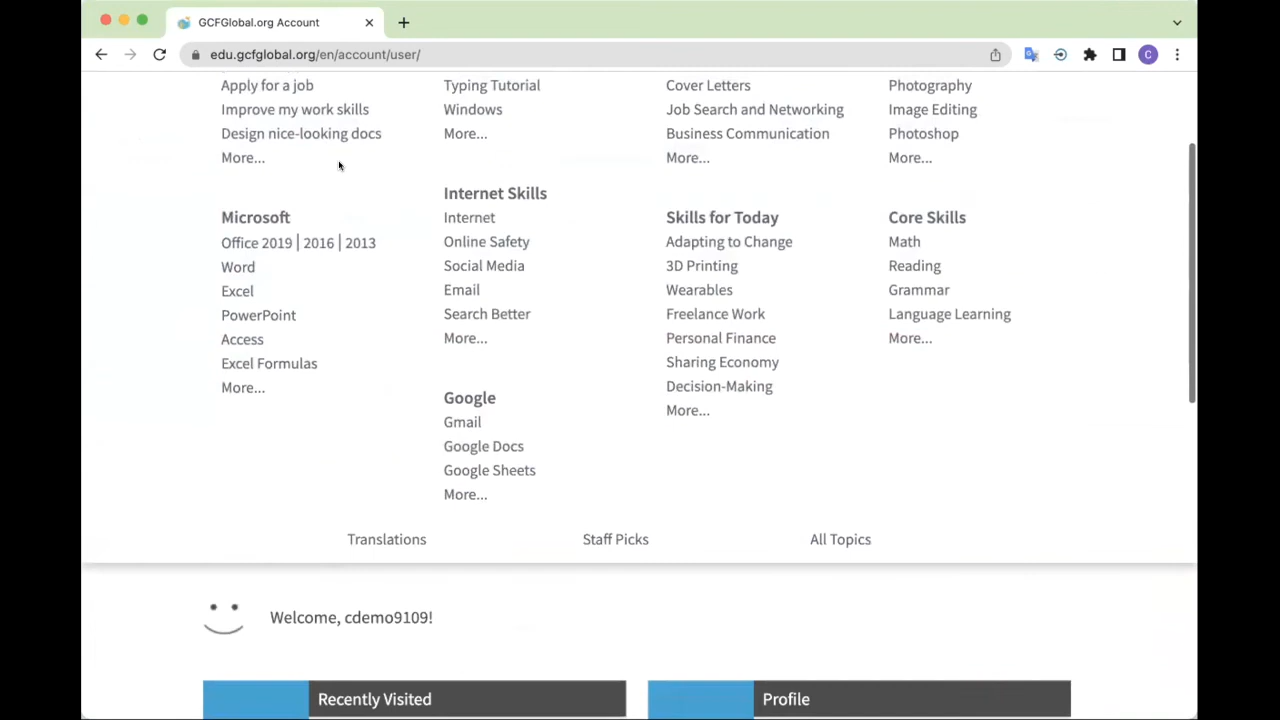 GCFGlobal.org Account
edu.gcfglobal.org/en/account/user/
C
Apply for a job
Improve my work skills
Design nice-looking docs
More...
Microsoft
Office 2019 | 2016 | 2013
Word
Excel
PowerPoint
Access
Excel Formulas
More...
Typing Tutorial
Windows
More...
Internet Skills
Internet
Online Safety
Social Media
Email
Search Better
More...
Google
Gmail
Google Docs
Google Sheets
More...
Cover Letters
Job Search and Networking
Business Communication
More...
Skills for Today
Adapting to Change
3D Printing
Wearables
Freelance Work
Personal Finance
Sharing Economy
Decision-Making
More...
Photography
Image Editing
Photoshop
More...
Core Skills
Math
Reading
Grammar
Language Learning
More...
Translations
Staff Picks
All Topics
Welcome, cdemo9109!
Recently Visited
Profile